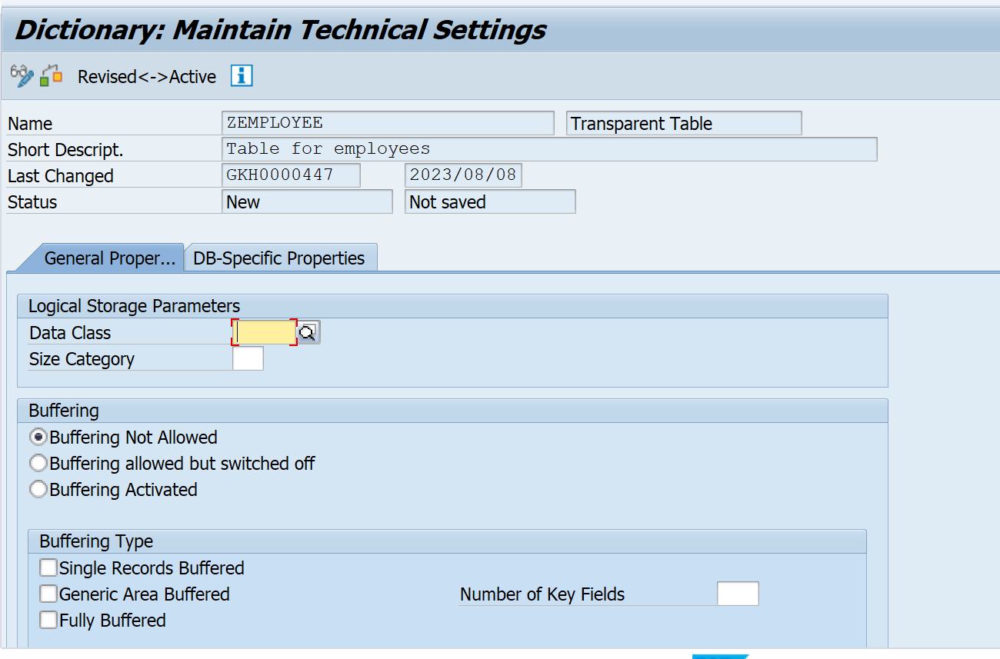 Dictionary: Maintain Technical Settings
Revised<->Active
Name ZEMPLOYEE Transparent Table
Short Descript. Table for employees
Last Changed GKH0000447 2023/08/08
Status New Not saved
General Proper... DB-Specific Properties
Logical Storage Parameters
Data Class
Size Category
Buffering
Buffering Not Allowed
Buffering allowed but switched off
Buffering Activated
Buffering Type
Single Records Buffered
Generic Area Buffered Number of Key Fields
Fully Buffered